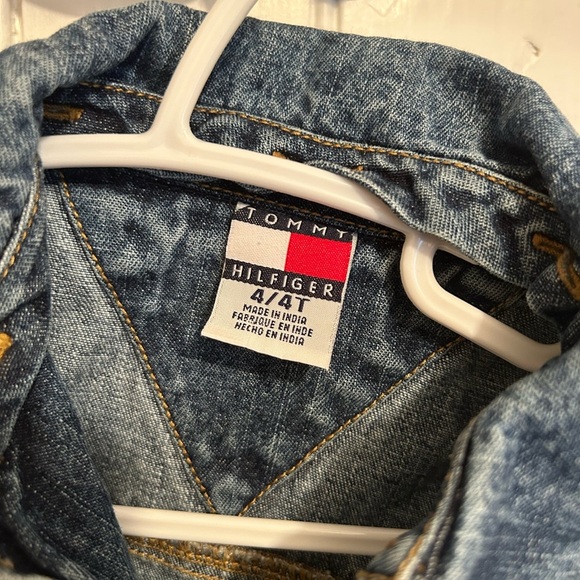 TOMMY
HILFIGER
4/4T
MADE IN INDIA
FABRIQUE EN INDE
HECHO EN INDIA